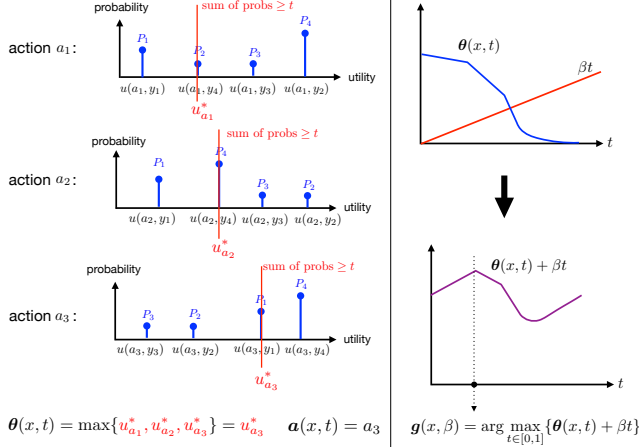 probability
sum of probs ≥ t
action a₁:
P₁
P₂
P₃
P₄
utility
u(a₁, y₁)
u(a₁, y₄)
u(a₁, y₃)
u(a₁, y₂)
u*ₐ₁
probability
sum of probs ≥ t
action a₂:
P₁
P₄
P₃
P₂
utility
u(a₂, y₁)
u(a₂, y₄)
u(a₂, y₃)
u(a₂, y₂)
u*ₐ₂
probability
sum of probs ≥ t
action a₃:
P₃
P₂
P₁
P₄
utility
u(a₃, y₃)
u(a₃, y₂)
u(a₃, y₁)
u(a₃, y₄)
u*ₐ₃
θ(x, t) = max{u*ₐ₁, u*ₐ₂, u*ₐ₃} = u*ₐ₃ a(x, t) = a₃
θ(x, t)
βt
t
θ(x, t) + βt
t
g(x, β) = arg max {θ(x, t) + βt}
t∈[0,1]